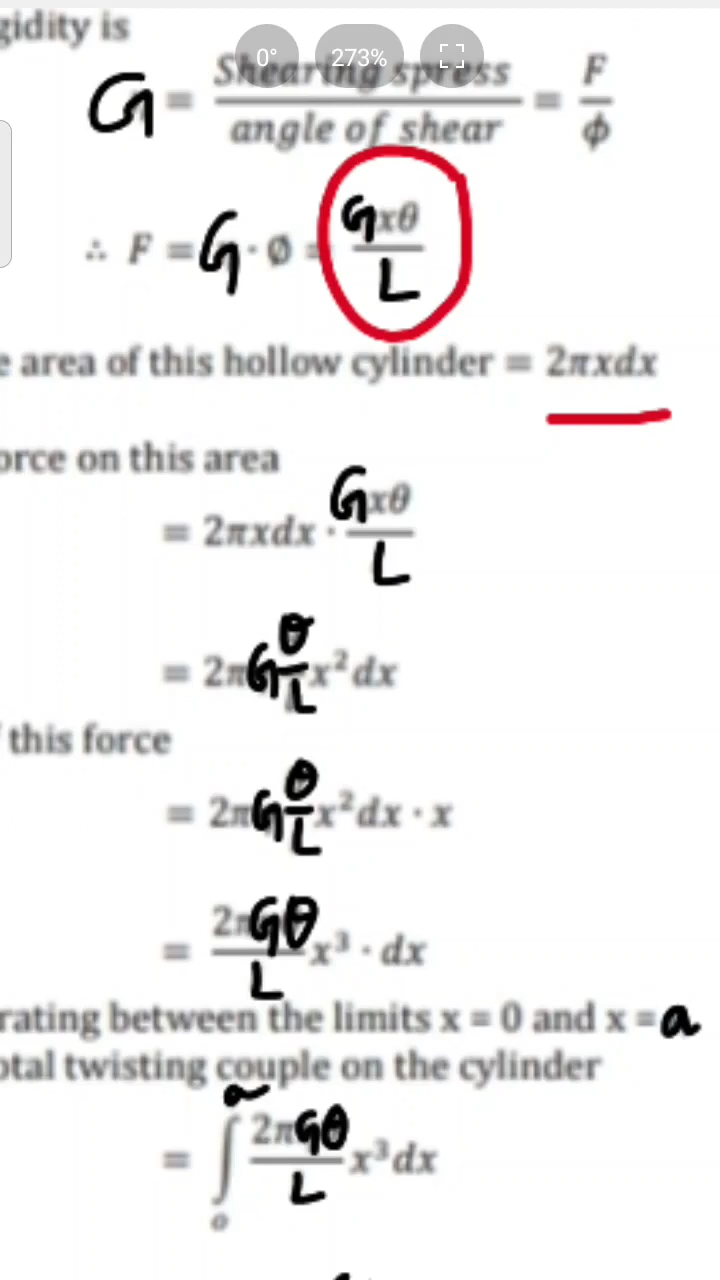 gidity is
0° 273%
G = Shearing spress / angle of shear = F / ϕ
∴ F = G · Ø = Gxθ / L
e area of this hollow cylinder = 2πxdx
orce on this area
= 2πxdx · Gxθ / L
= 2πG θ/L x²dx
this force
= 2πG θ/L x²dx · x
= 2πGθ / L x³ · dx
rating between the limits x = 0 and x = a
otal twisting couple on the cylinder
= ∫₀ᵃ 2πGθ / L x³dx